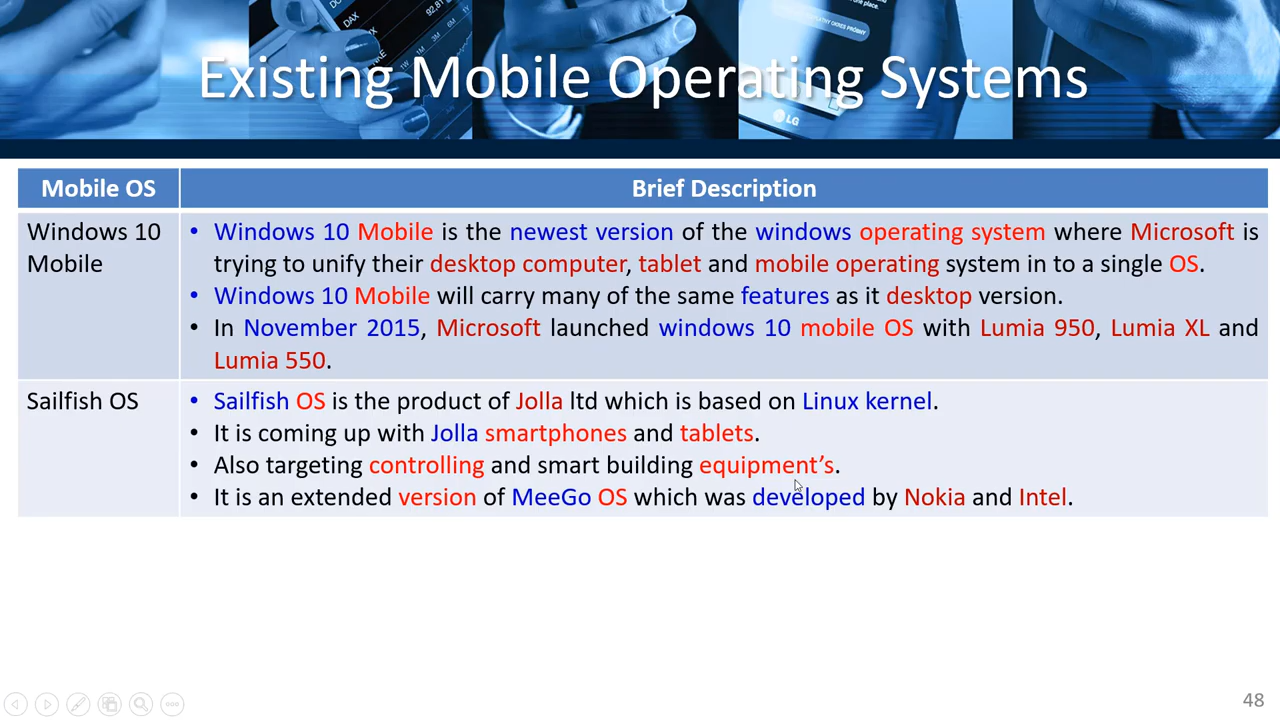 Existing Mobile Operating Systems
LG
Mobile OS
Brief Description
Windows 10
Mobile
• Windows 10 Mobile is the newest version of the windows operating system where Microsoft is
trying to unify their desktop computer, tablet and mobile operating system in to a single OS.
• Windows 10 Mobile will carry many of the same features as it desktop version.
• In November 2015, Microsoft launched windows 10 mobile OS with Lumia 950, Lumia XL and
Lumia 550.
Sailfish OS
• Sailfish OS is the product of Jolla ltd which is based on Linux kernel.
• It is coming up with Jolla smartphones and tablets.
• Also targeting controlling and smart building equipment’s.
• It is an extended version of MeeGo OS which was developed by Nokia and Intel.
48